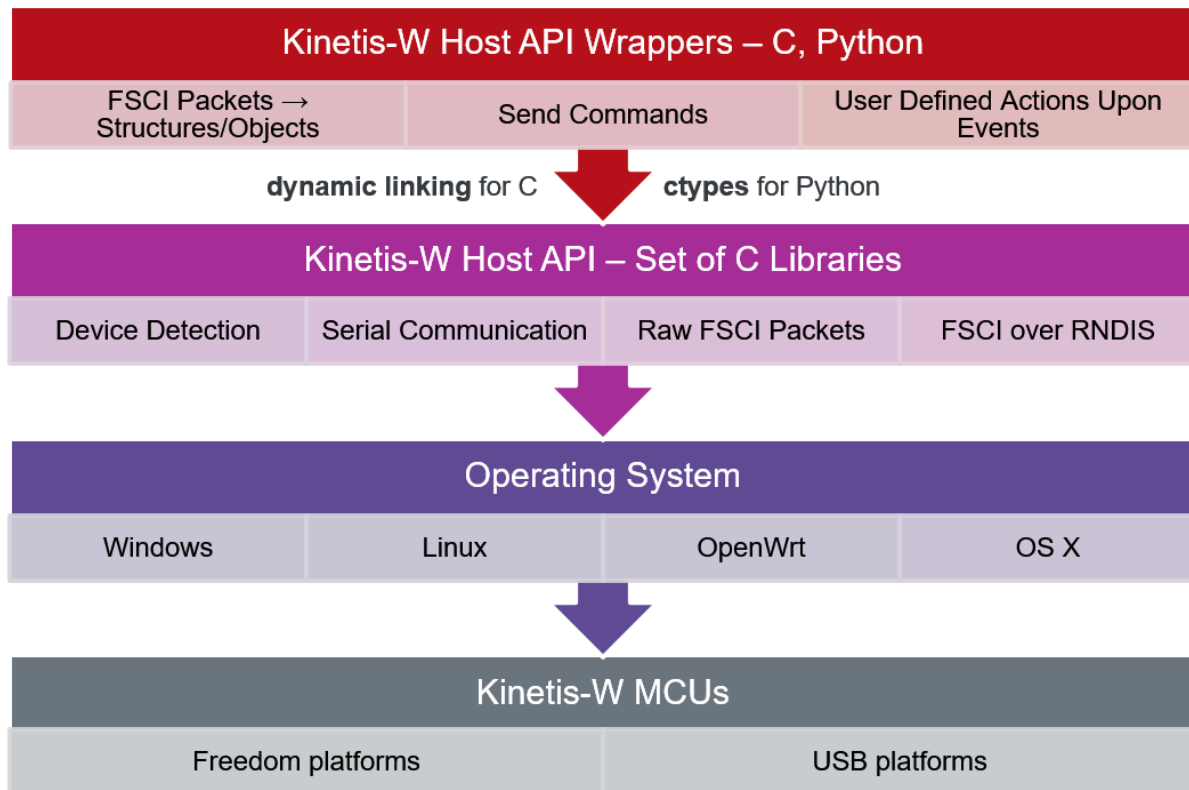 Kinetis-W Host API Wrappers – C, Python
FSCI Packets →
Structures/Objects
Send Commands
User Defined Actions Upon
Events
dynamic linking for C
ctypes for Python
Kinetis-W Host API – Set of C Libraries
Device Detection
Serial Communication
Raw FSCI Packets
FSCI over RNDIS
Operating System
Windows
Linux
OpenWrt
OS X
Kinetis-W MCUs
Freedom platforms
USB platforms